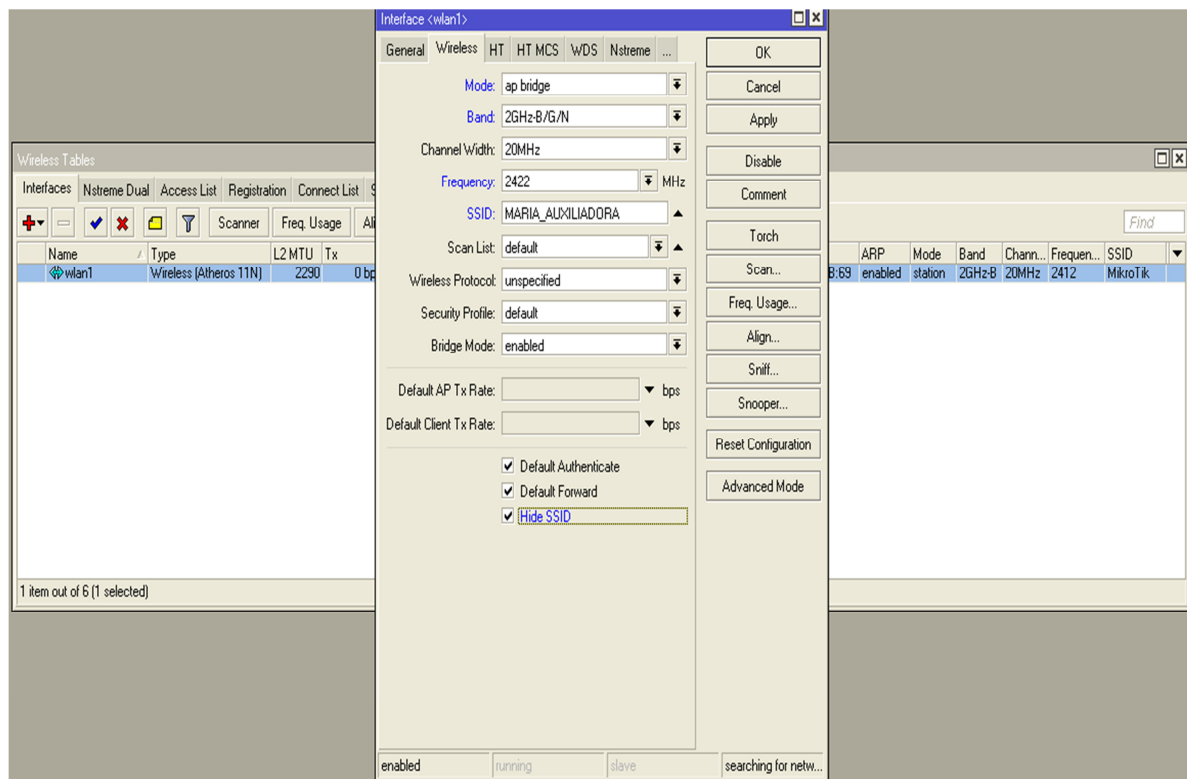 Interface <wlan1>
General Wireless HT HT MCS WDS Nstreme ...
Mode: ap bridge
Band: 2GHz-B/G/N
Channel Width: 20MHz
Frequency: 2422 MHz
SSID: MARIA_AUXILIADORA
Scan List: default
Wireless Protocol: unspecified
Security Profile: default
Bridge Mode: enabled
Default AP Tx Rate: bps
Default Client Tx Rate: bps
Default Authenticate
Default Forward
Hide SSID
OK
Cancel
Apply
Disable
Comment
Torch
Scan...
Freq. Usage...
Align...
Sniff...
Snooper...
Reset Configuration
Advanced Mode
enabled running slave searching for netw...
Wireless Tables
Interfaces Nstreme Dual Access List Registration Connect List
Scanner Freq. Usage Find
Name Type L2 MTU Tx ARP Mode Band Chann... Frequen... SSID
wlan1 Wireless (Atheros 11N) 2290 0 bp :69 enabled station 2GHz-B 20MHz 2412 MikroTik
1 item out of 6 (1 selected)